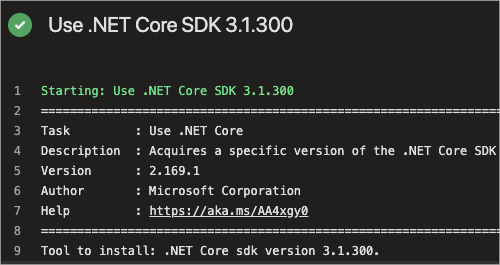 Use .NET Core SDK 3.1.300
1 Starting: Use .NET Core SDK 3.1.300
2 ==============================================================================
3 Task : Use .NET Core
4 Description : Acquires a specific version of the .NET Core SDK
5 Version : 2.169.1
6 Author : Microsoft Corporation
7 Help : https://aka.ms/AA4xgy0
8 ==============================================================================
9 Tool to install: .NET Core sdk version 3.1.300.